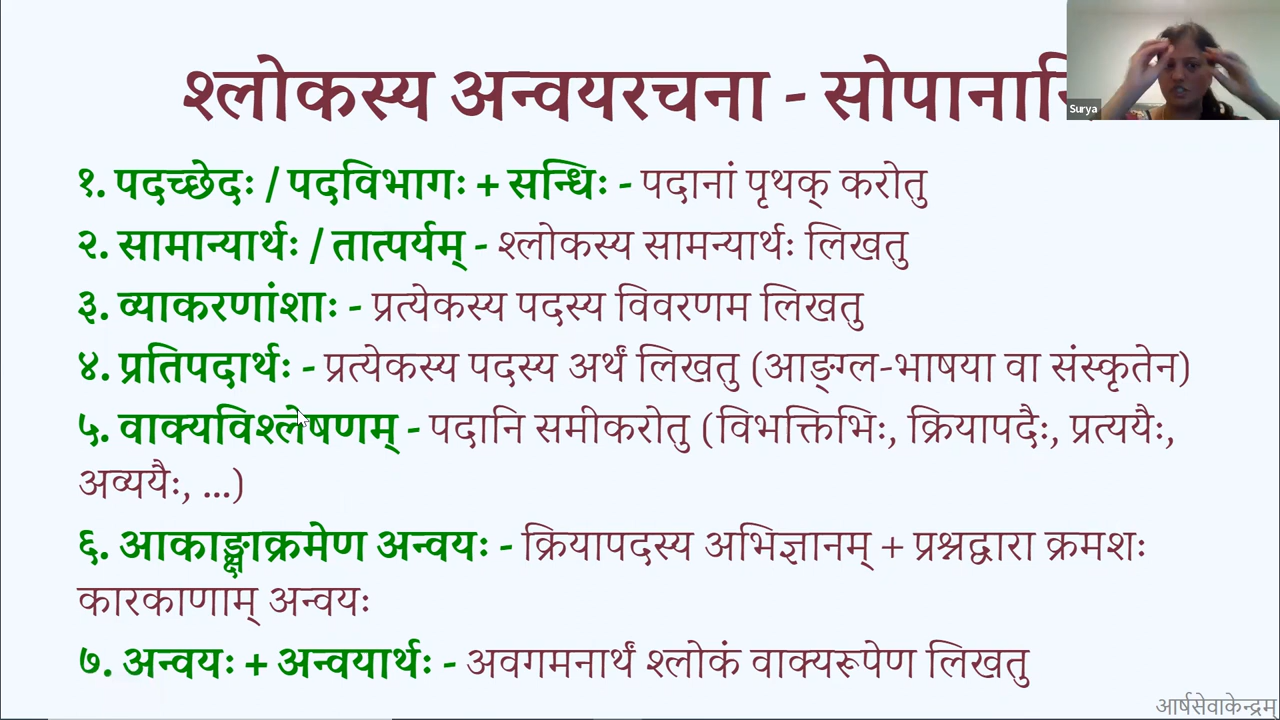 श्लोकस्य अन्वयरचना - सोपानानि
Surya
१. पदच्छेदः / पदविभागः + सन्धिः - पदानां पृथक् करोतु
२. सामान्यार्थः / तात्पर्यम् - श्लोकस्य सामन्यार्थः लिखतु
३. व्याकरणांशाः - प्रत्येकस्य पदस्य विवरणम लिखतु
४. प्रतिपदार्थः - प्रत्येकस्य पदस्य अर्थं लिखतु (आङ्ग्ल-भाषया वा संस्कृतेन)
५. वाक्यविश्लेषणम् - पदानि समीकरोतु (विभक्तिभिः, क्रियापदैः, प्रत्ययैः,
अव्ययैः, ...)
६. आकाङ्क्षाक्रमेण अन्वयः - क्रियापदस्य अभिज्ञानम् + प्रश्नद्वारा क्रमशः
कारकाणाम् अन्वयः
७. अन्वयः + अन्वयार्थः - अवगमनार्थं श्लोकं वाक्यरूपेण लिखतु
आर्षसेवाकेन्द्रम्